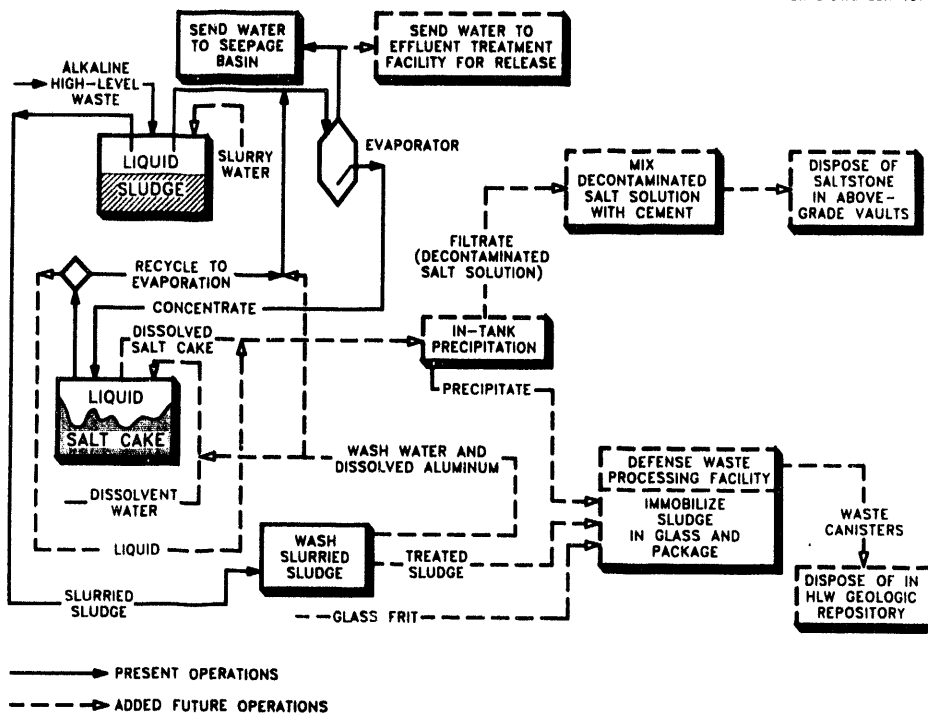 SEND WATER
TO SEEPAGE
BASIN
SEND WATER TO
EFFLUENT TREATMENT
FACILITY FOR RELEASE
ALKALINE
HIGH-LEVEL
WASTE
LIQUID
SLUDGE
SLURRY
WATER
EVAPORATOR
MIX
DECONTAMINATED
SALT SOLUTION
WITH CEMENT
DISPOSE OF
SALTSTONE
IN ABOVE-
GRADE VAULTS
FILTRATE
(DECONTAMINATED
SALT SOLUTION)
RECYCLE TO
EVAPORATION
CONCENTRATE
DISSOLVED
SALT CAKE
IN-TANK
PRECIPITATION
PRECIPITATE
LIQUID
SALT CAKE
WASH WATER AND
DISSOLVED ALUMINUM
DISSOLVENT
WATER
DEFENSE WASTE
PROCESSING FACILITY
IMMOBILIZE
SLUDGE
IN GLASS AND
PACKAGE
WASTE
CANISTERS
LIQUID
WASH
SLURRIED
SLUDGE
TREATED
SLUDGE
DISPOSE OF IN
HLW GEOLOGIC
REPOSITORY
SLURRIED
SLUDGE
GLASS FRIT
PRESENT OPERATIONS
ADDED FUTURE OPERATIONS